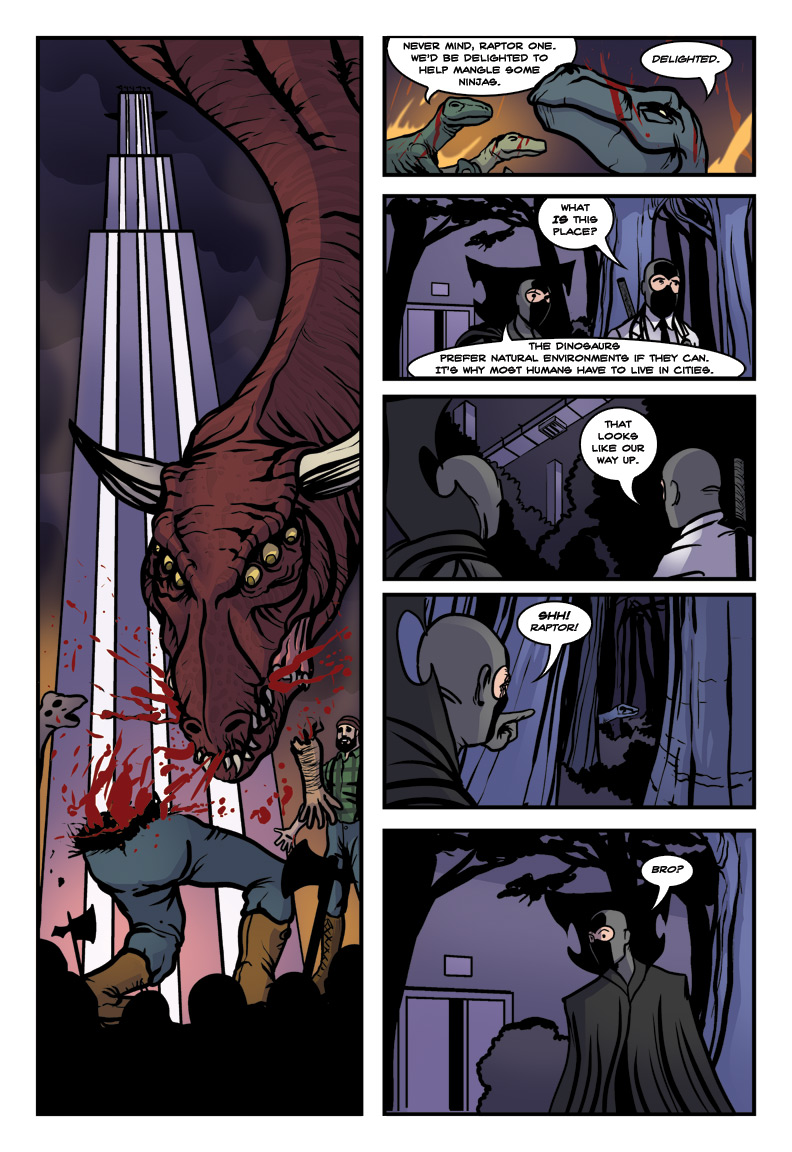 NEVER MIND, RAPTOR ONE.
WE'D BE DELIGHTED TO
HELP MANGLE SOME
NINJAS.
DELIGHTED.
WHAT
IS THIS
PLACE?
THE DINOSAURS
PREFER NATURAL ENVIRONMENTS IF THEY CAN.
IT'S WHY MOST HUMANS HAVE TO LIVE IN CITIES.
THAT
LOOKS
LIKE OUR
WAY UP.
SHH!
RAPTOR!
BRO?